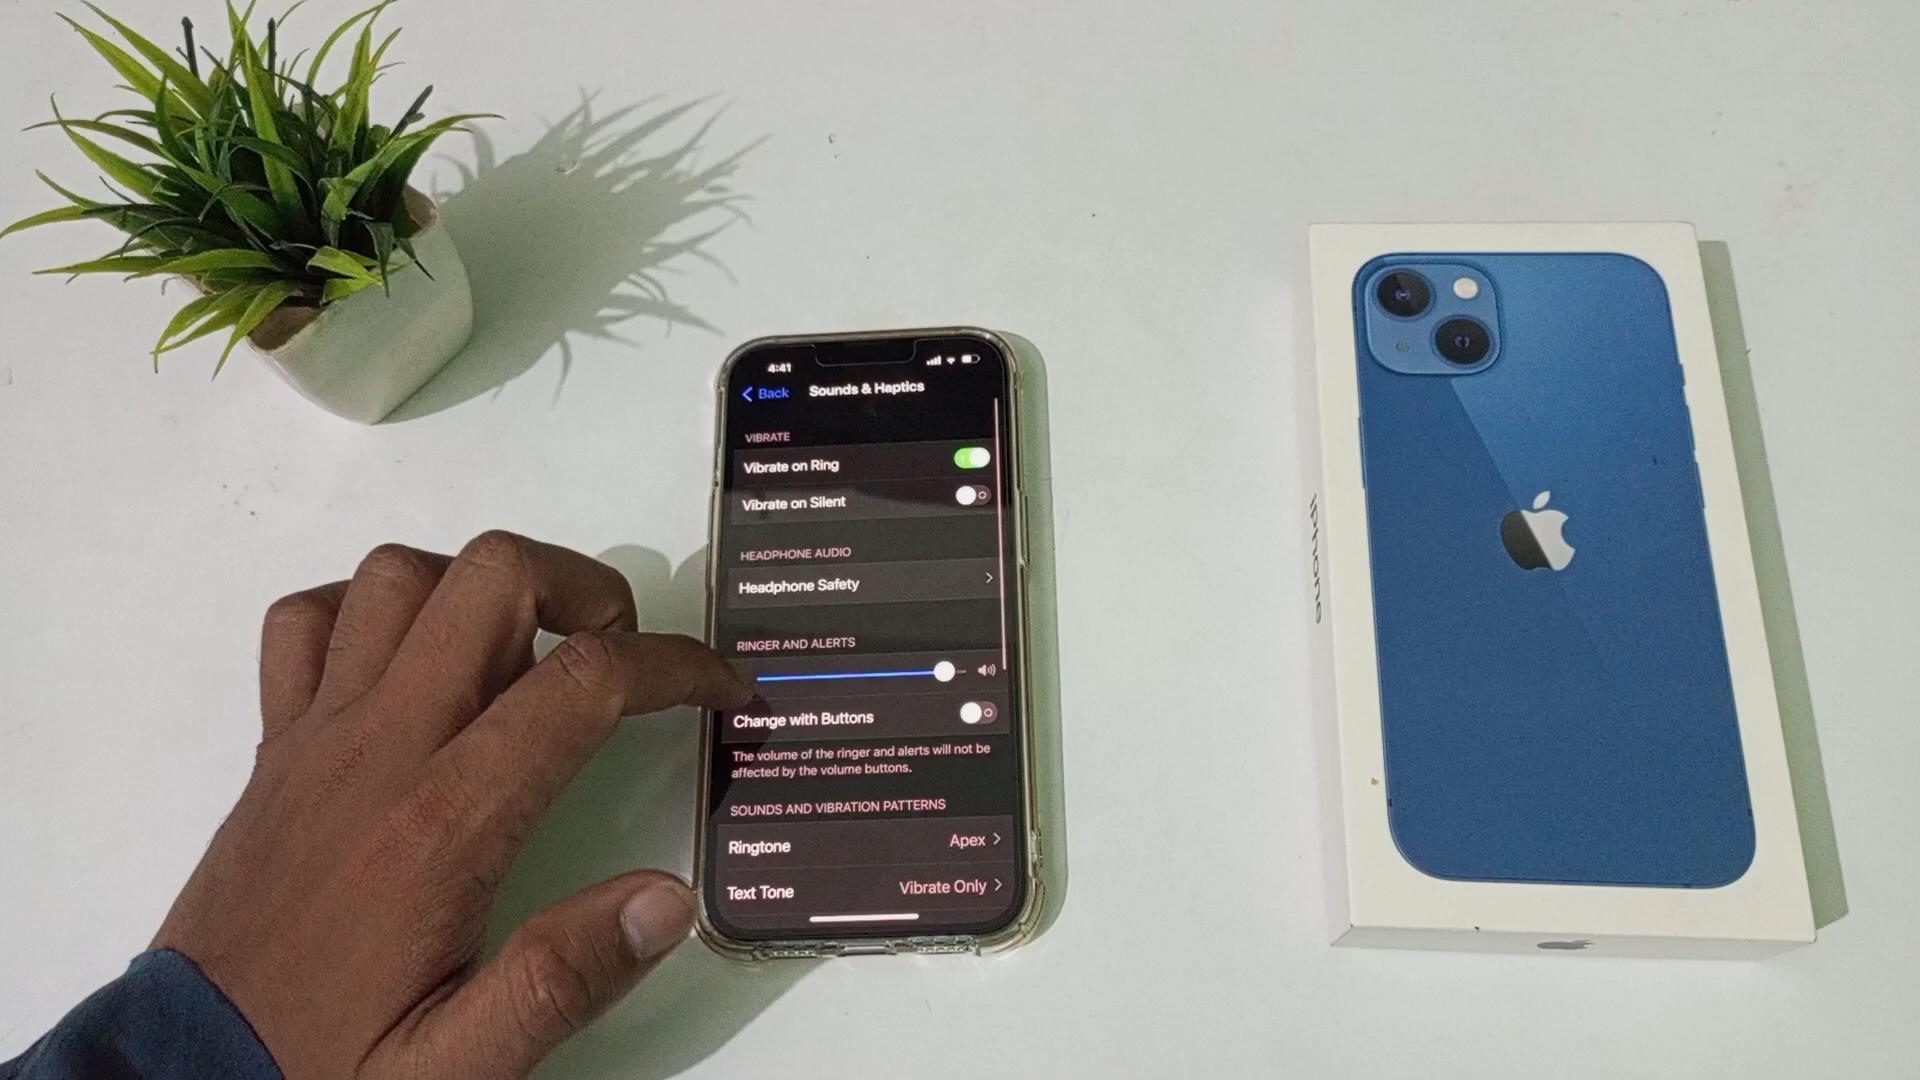 4:41
Back
Sounds & Haptics
VIBRATE
Vibrate on Ring
Vibrate on Silent
HEADPHONE AUDIO
Headphone Safety
RINGER AND ALERTS
Change with Buttons
The volume of the ringer and alerts will not be
affected by the volume buttons.
SOUNDS AND VIBRATION PATTERNS
Ringtone Apex
Text Tone Vibrate Only
iPhone